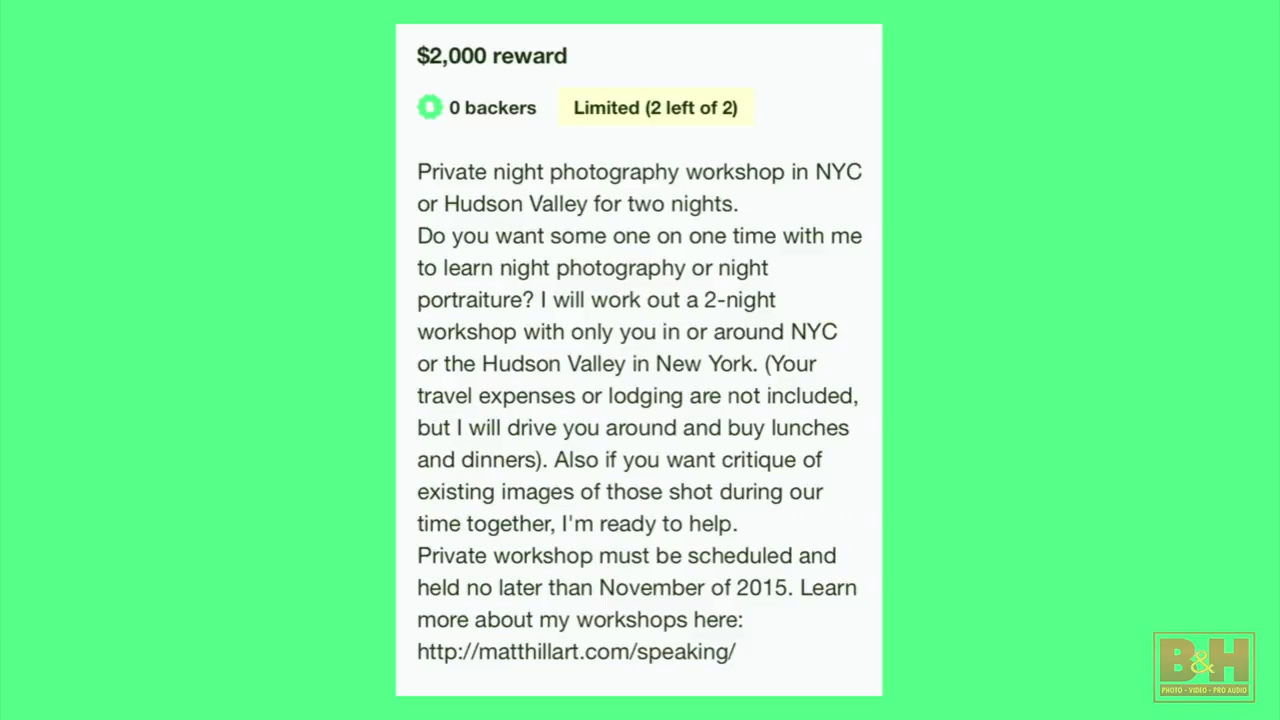 $2,000 reward
0 backers Limited (2 left of 2)
Private night photography workshop in NYC
or Hudson Valley for two nights.
Do you want some one on one time with me
to learn night photography or night
portraiture? I will work out a 2-night
workshop with only you in or around NYC
or the Hudson Valley in New York. (Your
travel expenses or lodging are not included,
but I will drive you around and buy lunches
and dinners). Also if you want critique of
existing images of those shot during our
time together, I'm ready to help.
Private workshop must be scheduled and
held no later than November of 2015. Learn
more about my workshops here:
http://matthillart.com/speaking/
B&H
PHOTO - VIDEO - PRO AUDIO